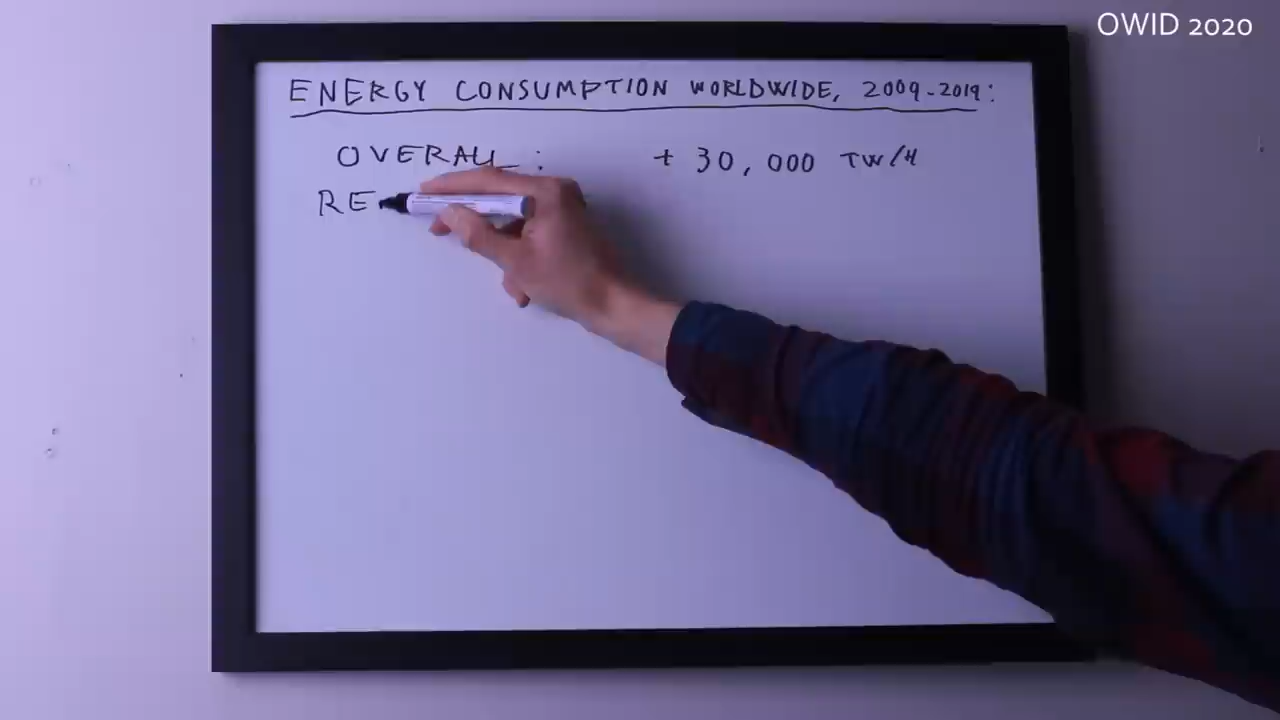 OWID 2020
ENERGY CONSUMPTION WORLDWIDE, 2009-2019:
OVERALL: + 30,000 TW/H
RE